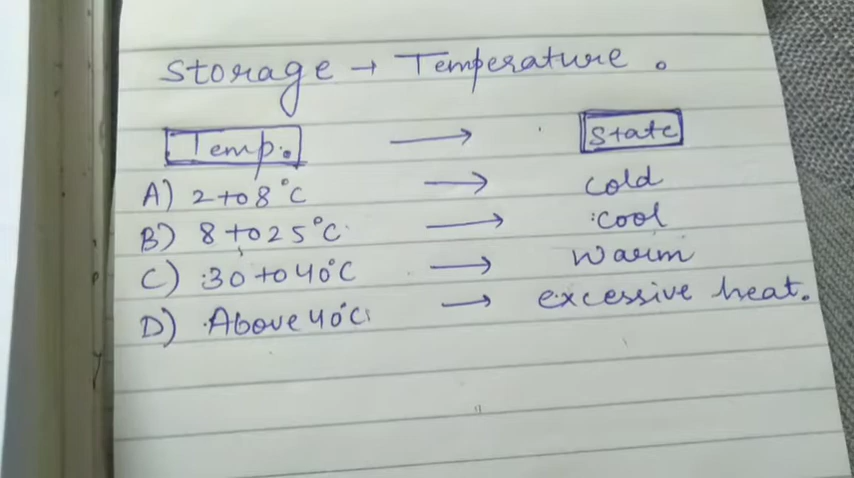 Storage → Temperature.
Temp. → State
A) 2 to 8°C → cold
B) 8 to 25°C → cool
C) 30 to 40°C → Warm
D) Above 40°C → excessive heat.